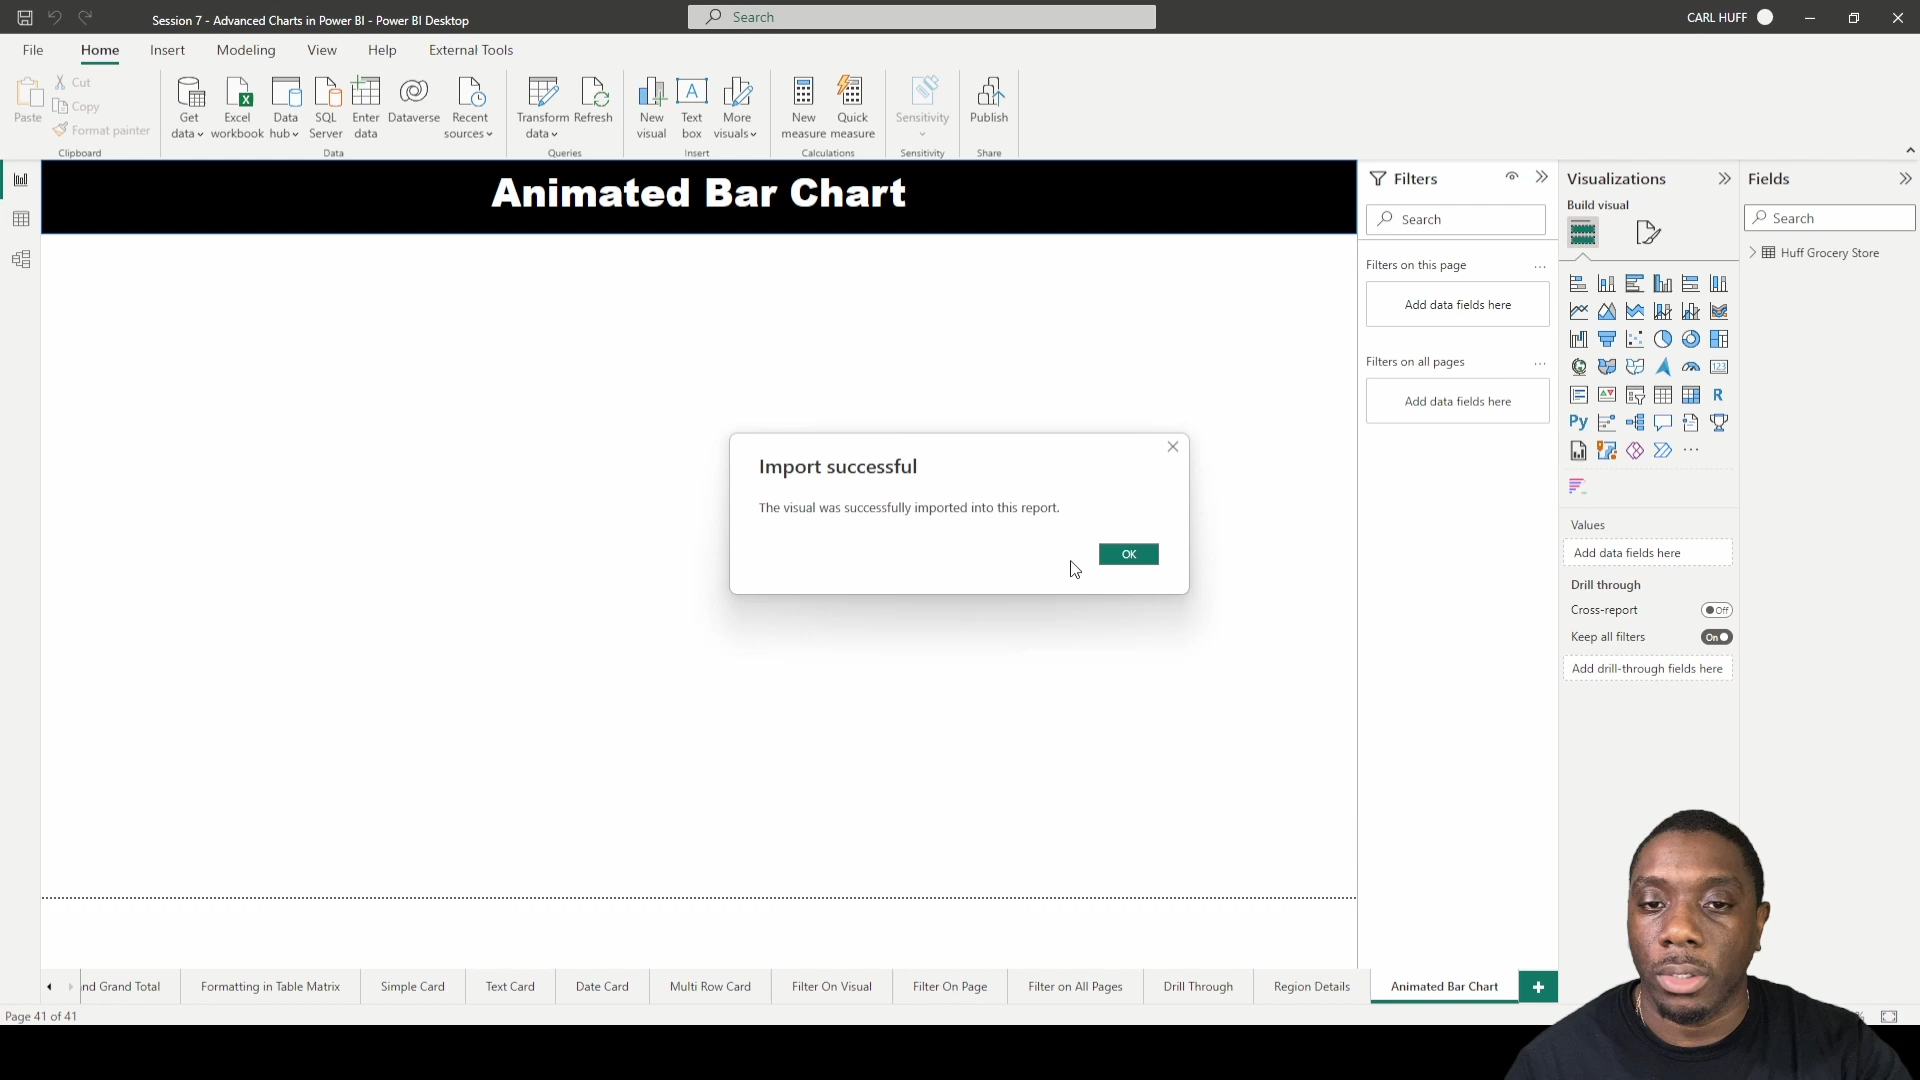 Session 7 - Advanced Charts in Power BI - Power BI Desktop
Search
CARL HUFF
File
Home
Insert
Modeling
View
Help
External Tools
Paste
Cut
Copy
Format painter
Clipboard
Get data
Excel workbook
Data hub
SQL Server
Enter data
Dataverse
Recent sources
Data
Transform data
Refresh
Queries
New visual
Text box
More visuals
Insert
New measure
Quick measure
Calculations
Sensitivity
Sensitivity
Publish
Share
Animated Bar Chart
Filters
Search
Filters on this page
Add data fields here
Filters on all pages
Add data fields here
Visualizations
Build visual
123
R
Py
Values
Add data fields here
Drill through
Cross-report
Off
Keep all filters
On
Add drill-through fields here
Fields
Search
Huff Grocery Store
Import successful
The visual was successfully imported into this report.
OK
nd Grand Total
Formatting in Table Matrix
Simple Card
Text Card
Date Card
Multi Row Card
Filter On Visual
Filter On Page
Filter on All Pages
Drill Through
Region Details
Animated Bar Chart
Page 41 of 41